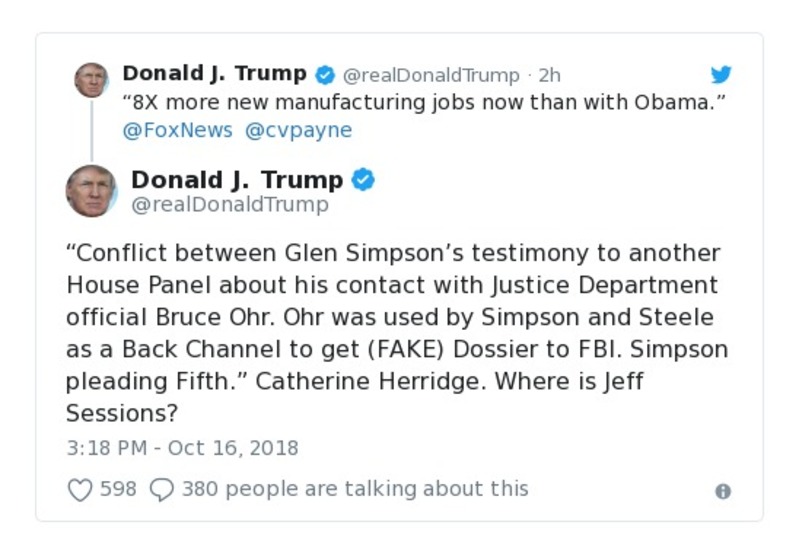 Donald J. Trump @realDonaldTrump · 2h
“8X more new manufacturing jobs now than with Obama.”
@FoxNews @cvpayne
Donald J. Trump
@realDonaldTrump
“Conflict between Glen Simpson’s testimony to another
House Panel about his contact with Justice Department
official Bruce Ohr. Ohr was used by Simpson and Steele
as a Back Channel to get (FAKE) Dossier to FBI. Simpson
pleading Fifth.” Catherine Herridge. Where is Jeff
Sessions?
3:18 PM - Oct 16, 2018
598 380 people are talking about this